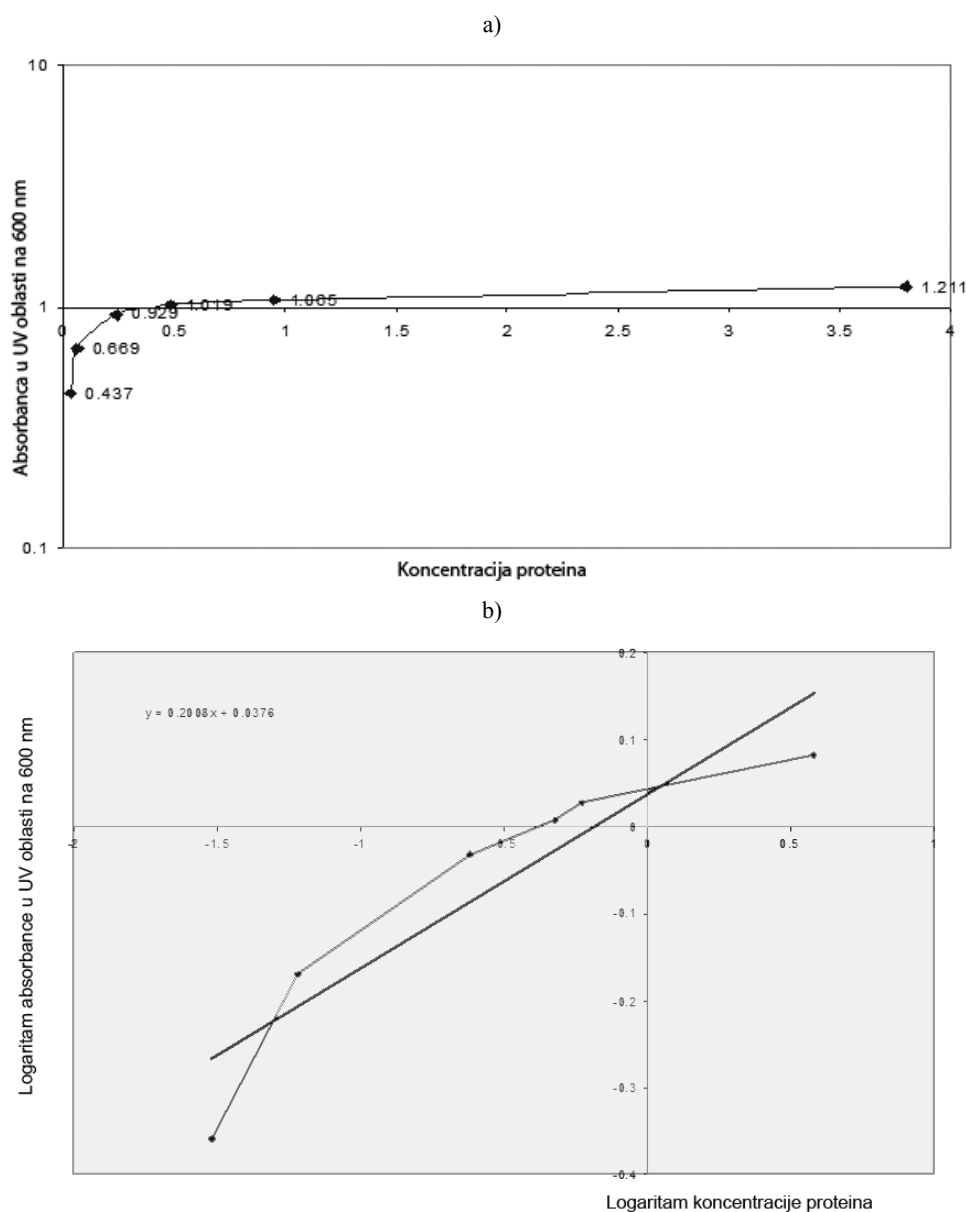 a)
Absorbanca u UV oblasti na 600 nm
10
1
0.1
0 0.5 1 1.5 2 2.5 3 3.5 4
0.437
0.669
0.929
1.019
1.065
1.211
Koncentracija proteina
b)
Logaritam absorbance u UV oblasti na 600 nm
y = 0.2008x + 0.0376
0.2
0.1
0
-2 -1.5 -1 -0.5 0 0.5 1
-0.1
-0.2
-0.3
-0.4
Logaritam koncentracije proteina